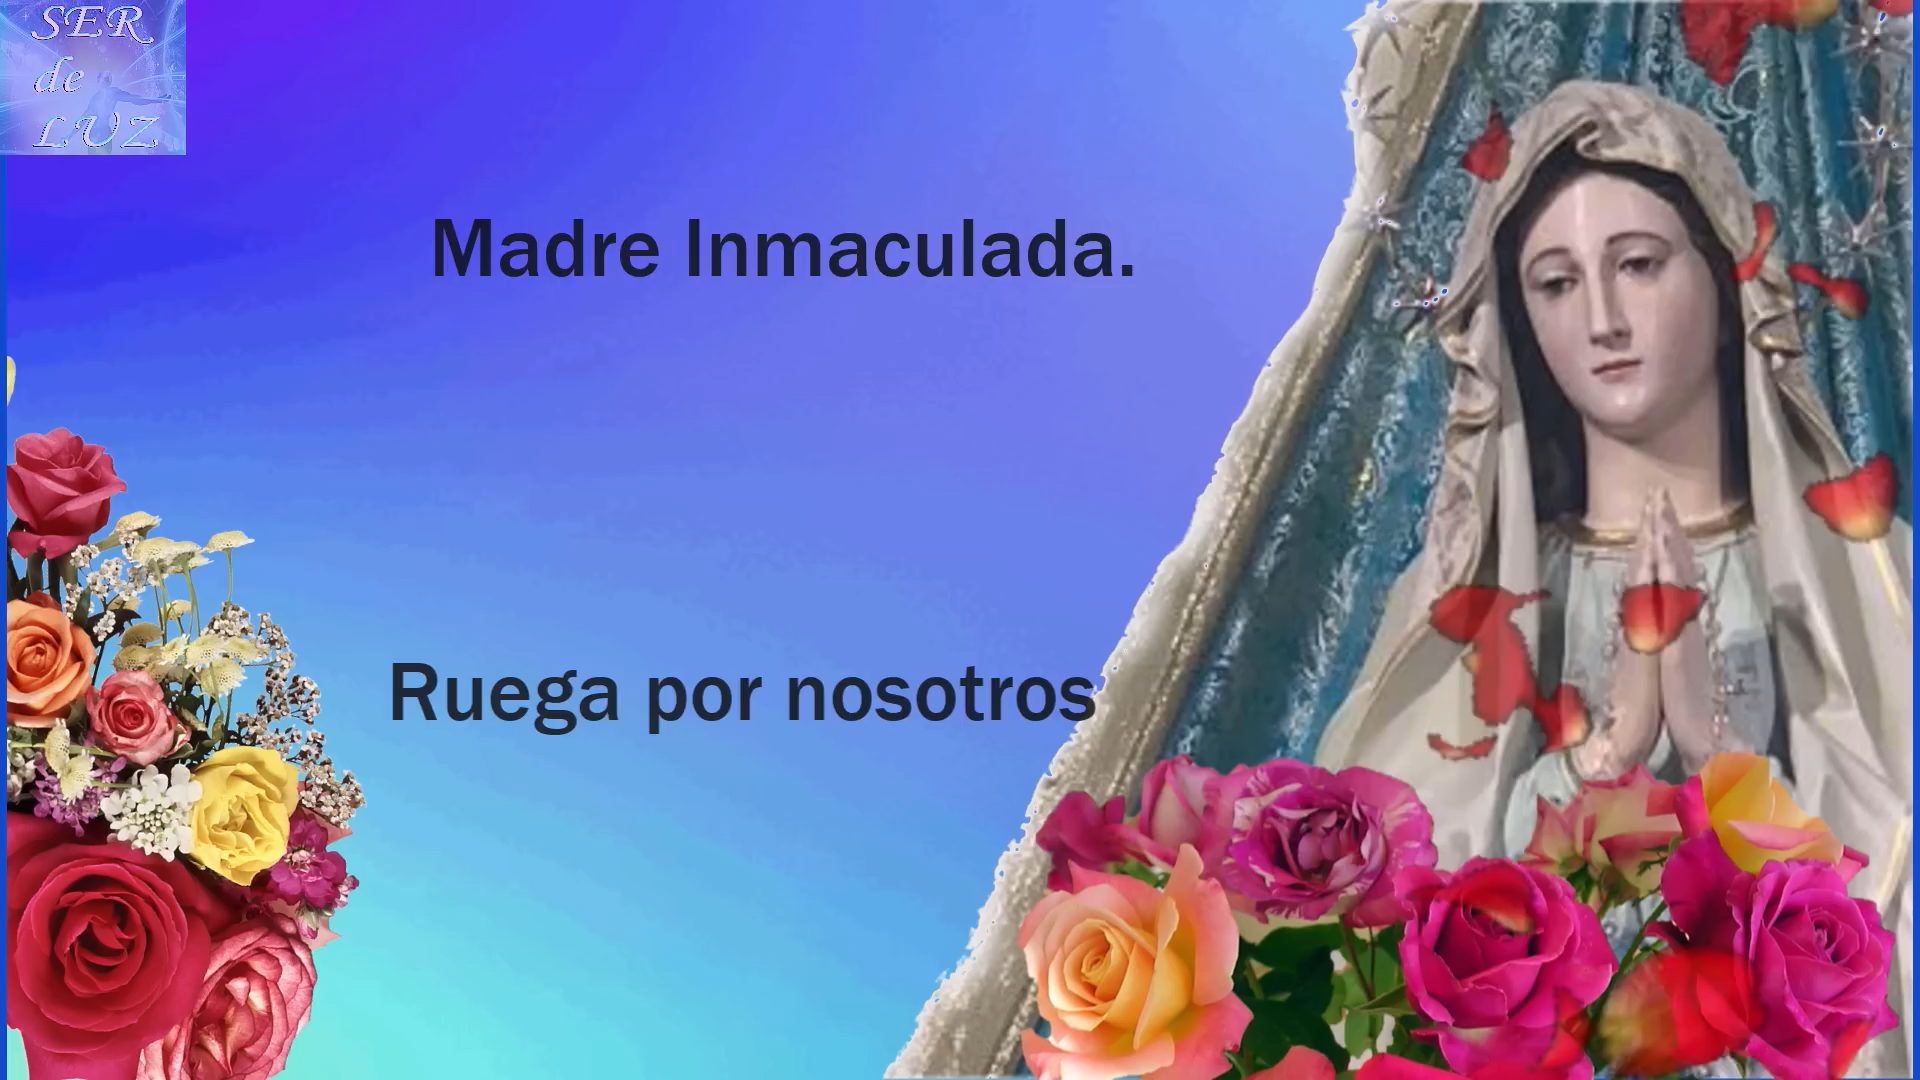 SER
de
LUZ
Madre Inmaculada.
Ruega por nosotros